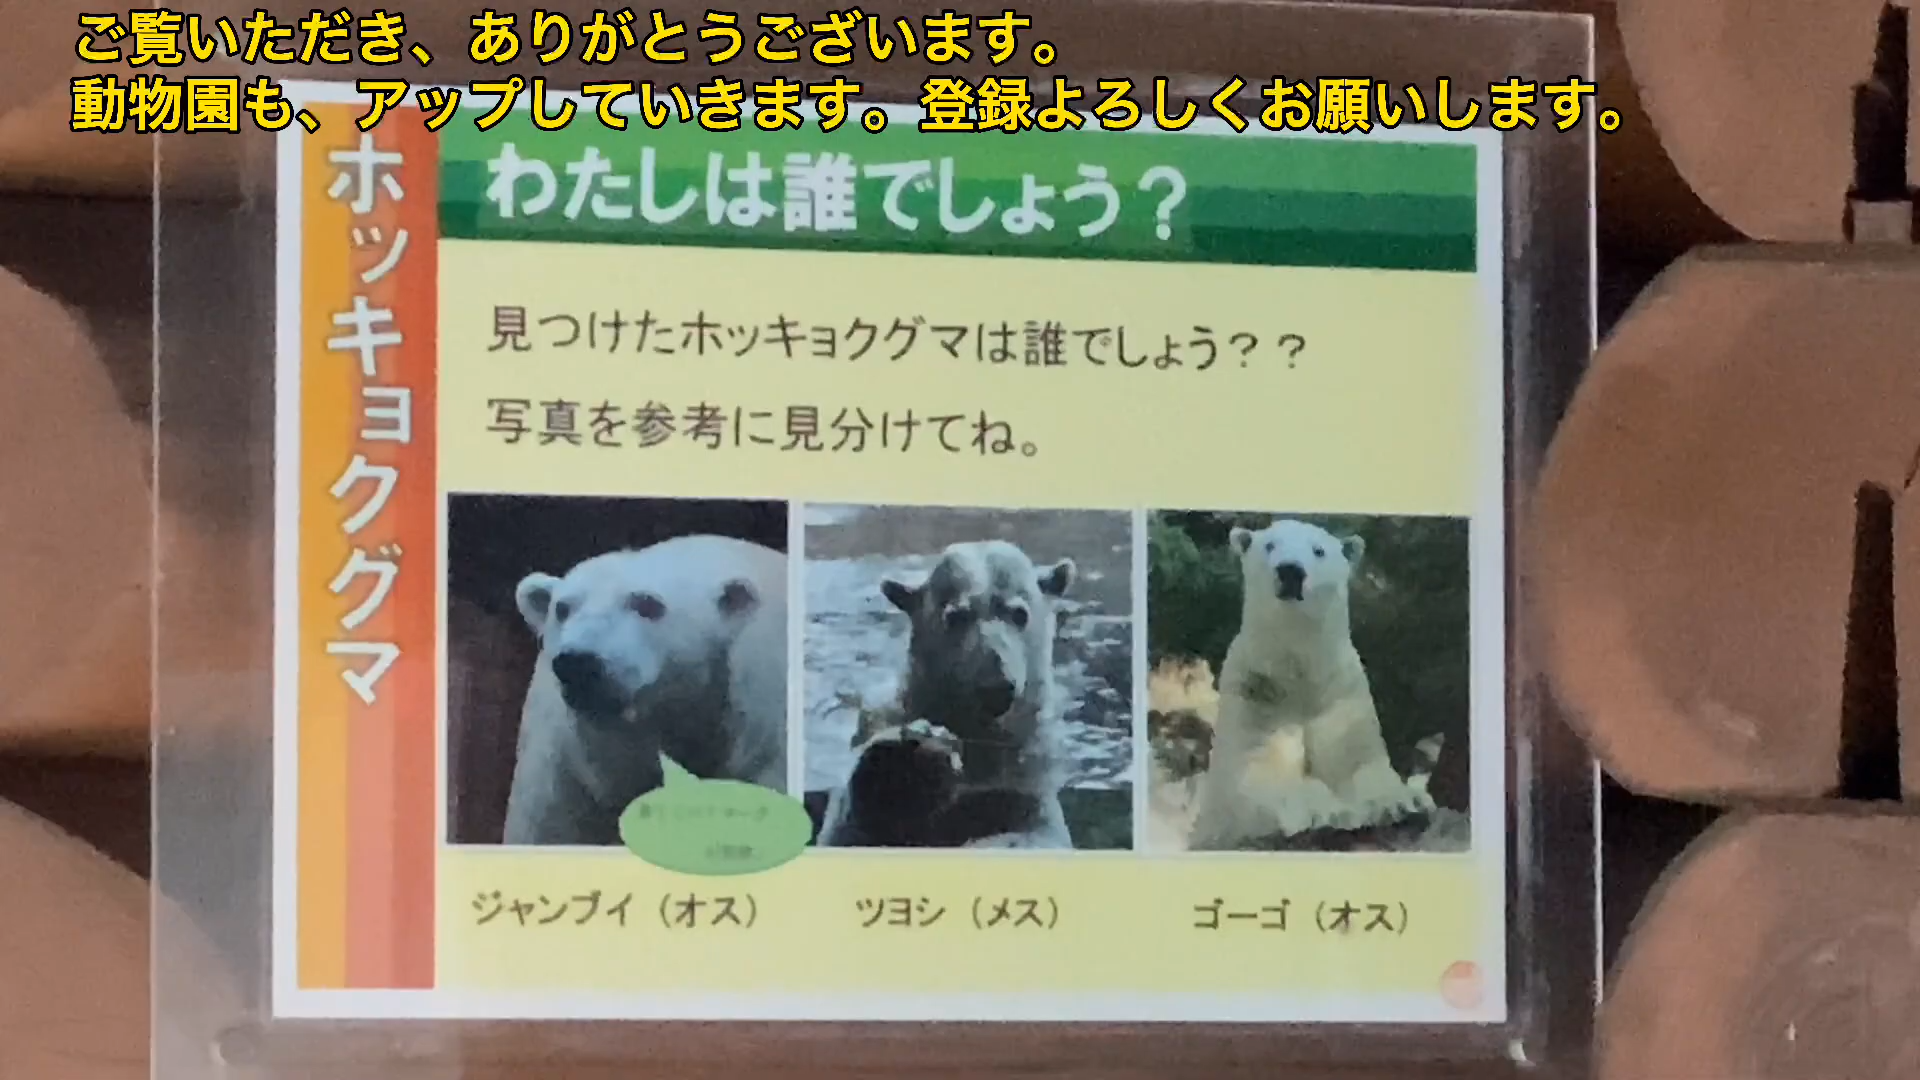 ご覧いただき、ありがとうございます。
動物園も、アップしていきます。登録よろしくお願いします。
ホッキョクグマ
わたしは誰でしょう？
見つけたホッキョクグマは誰でしょう？？
写真を参考に見分けてね。
ジャンブイ（オス）
ツヨシ（メス）
ゴーゴ（オス）